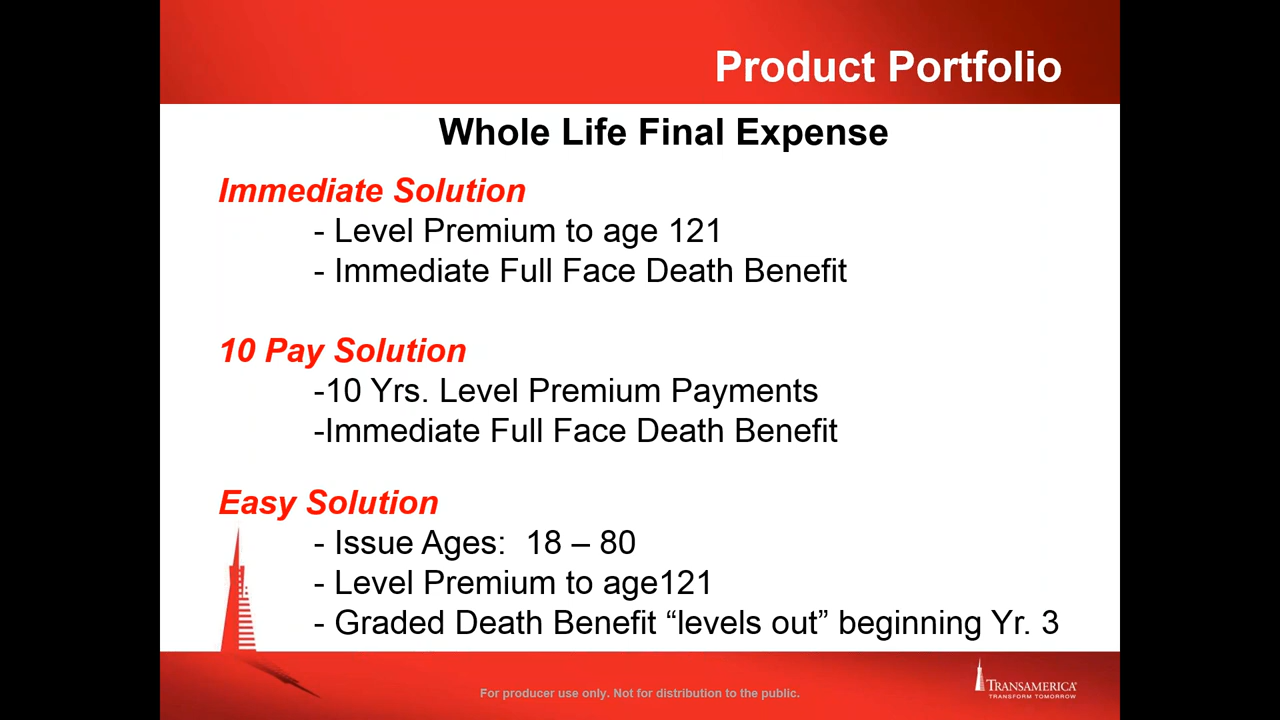 Product Portfolio
Whole Life Final Expense
Immediate Solution
- Level Premium to age 121
- Immediate Full Face Death Benefit
10 Pay Solution
-10 Yrs. Level Premium Payments
-Immediate Full Face Death Benefit
Easy Solution
- Issue Ages:  18 – 80
- Level Premium to age121
- Graded Death Benefit “levels out” beginning Yr. 3
For producer use only. Not for distribution to the public.
TRANSAMERICA®
TRANSFORM TOMORROW